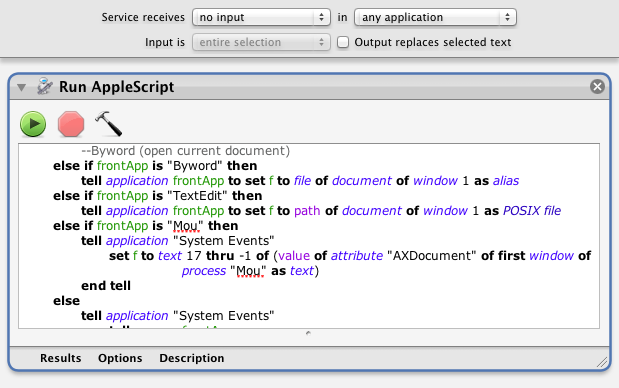 Service receives no input in any application
Input is entire selection Output replaces selected text
Run AppleScript
--Byword (open current document)
else if frontApp is "Byword" then
tell application frontApp to set f to file of document of window 1 as alias
else if frontApp is "TextEdit" then
tell application frontApp to set f to path of document of window 1 as POSIX file
else if frontApp is "Mou" then
tell application "System Events"
set f to text 17 thru -1 of (value of attribute "AXDocument" of first window of
process "Mou" as text)
end tell
else
tell application "System Events"
Results Options Description